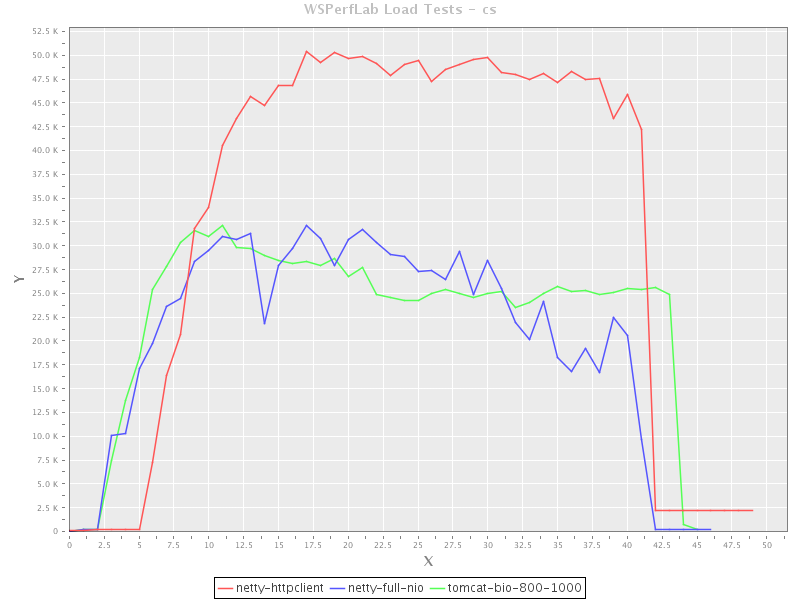 WSPerfLab Load Tests - cs
52.5 K
50.0 K
47.5 K
45.0 K
42.5 K
40.0 K
37.5 K
35.0 K
32.5 K
30.0 K
27.5 K
25.0 K
22.5 K
20.0 K
17.5 K
15.0 K
12.5 K
10.0 K
7.5 K
5.0 K
2.5 K
0
Y
0 2.5 5 7.5 10 12.5 15 17.5 20 22.5 25 27.5 30 32.5 35 37.5 40 42.5 45 47.5 50
X
netty-httpclient netty-full-nio tomcat-bio-800-1000